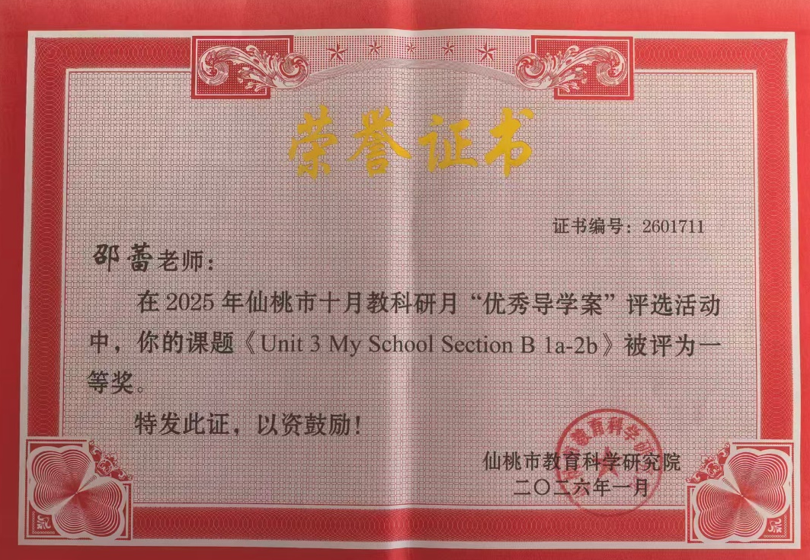 荣誉证书
证书编号：2601711
邵蕾老师：
在2025年仙桃市十月教科研月“优秀导学案”评选活动
中，你的课题《Unit 3 My School Section B 1a-2b》被评为一
等奖。
特发此证，以资鼓励！
仙桃市教育科学研究院
二〇二六年一月